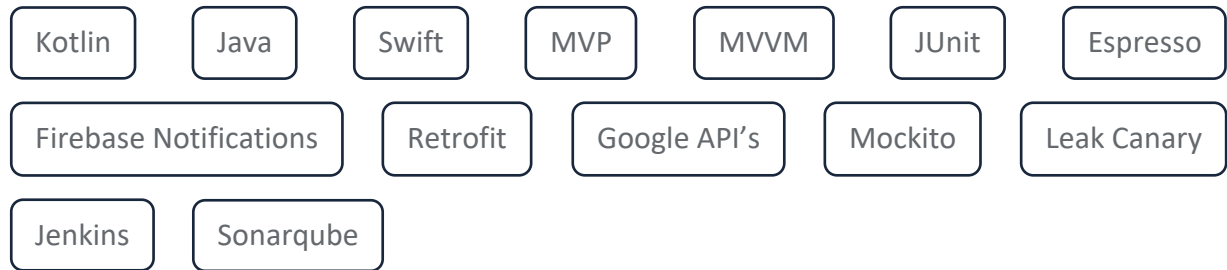 Kotlin Java Swift MVP MVVM JUnit Espresso
Firebase Notifications Retrofit Google API’s Mockito Leak Canary
Jenkins Sonarqube